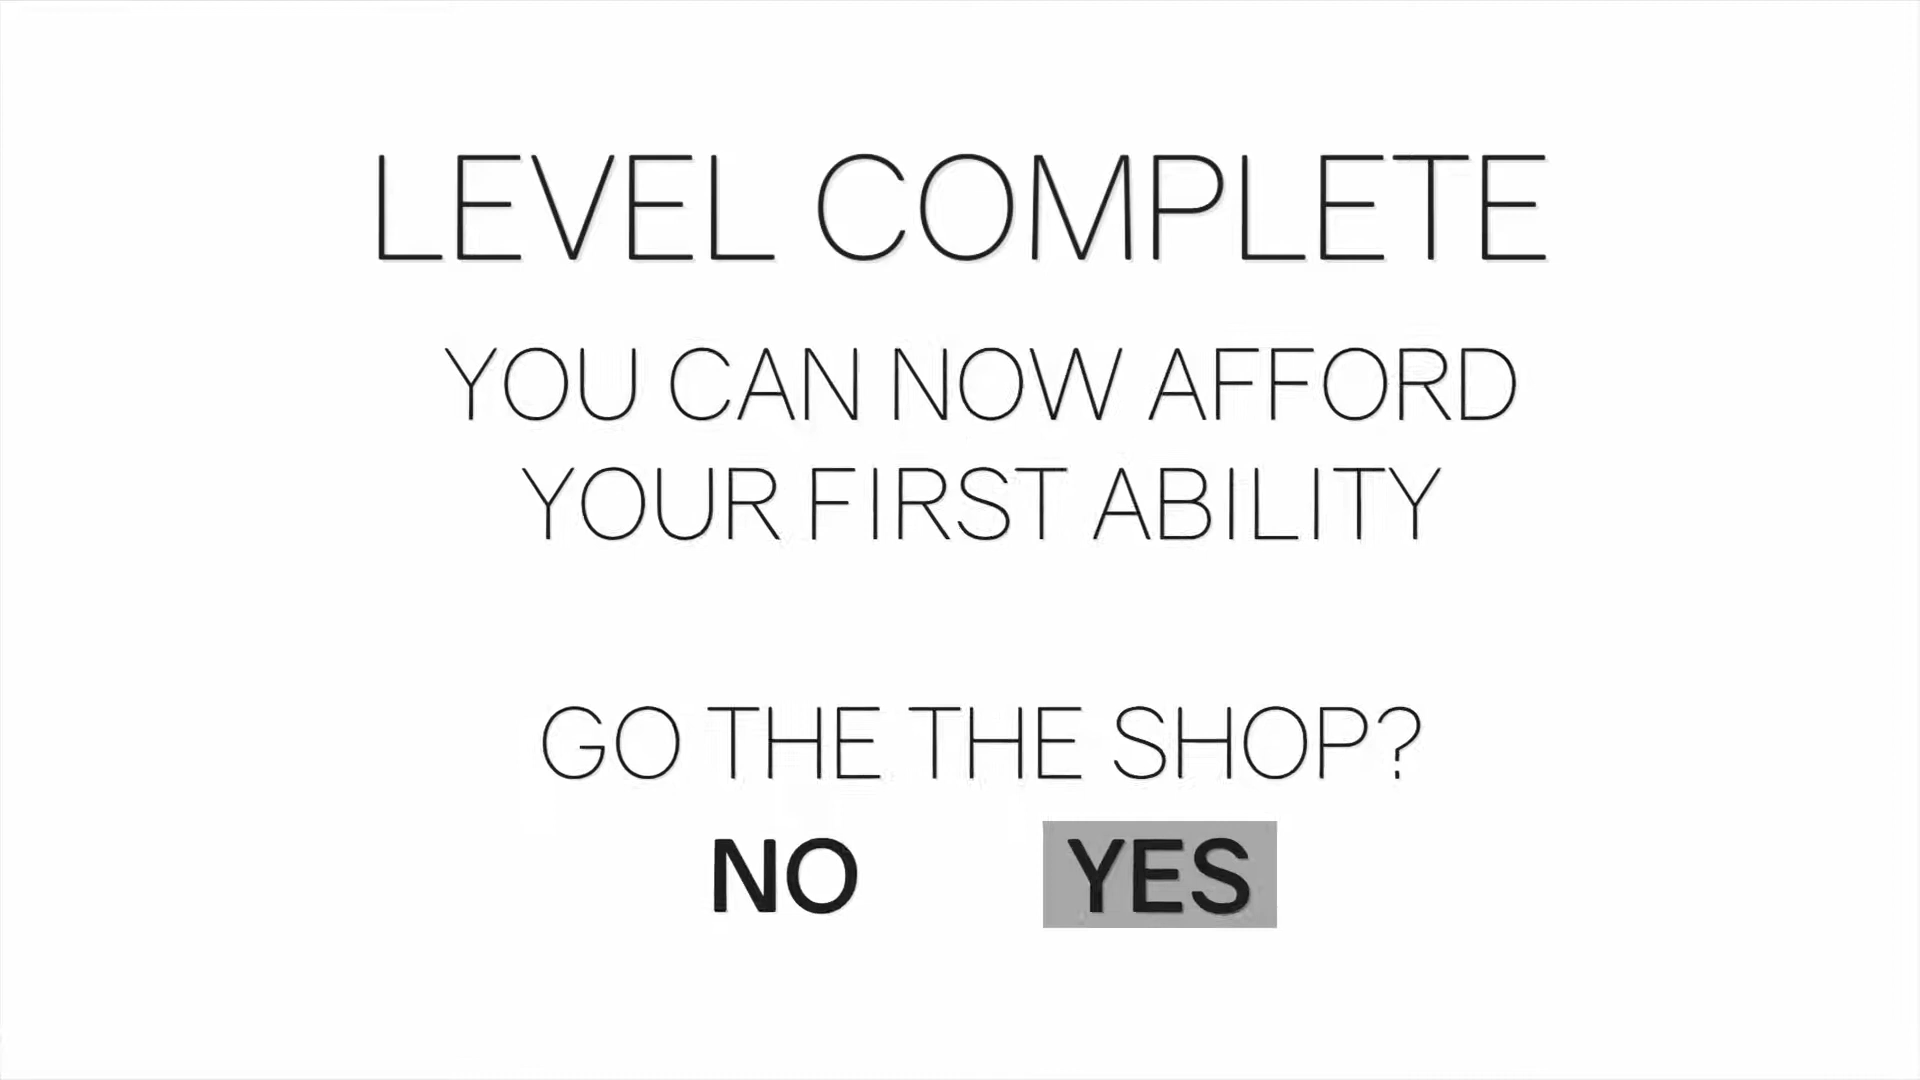 LEVEL COMPLETE
YOU CAN NOW AFFORD
YOUR FIRST ABILITY
GO THE THE SHOP?
NO YES